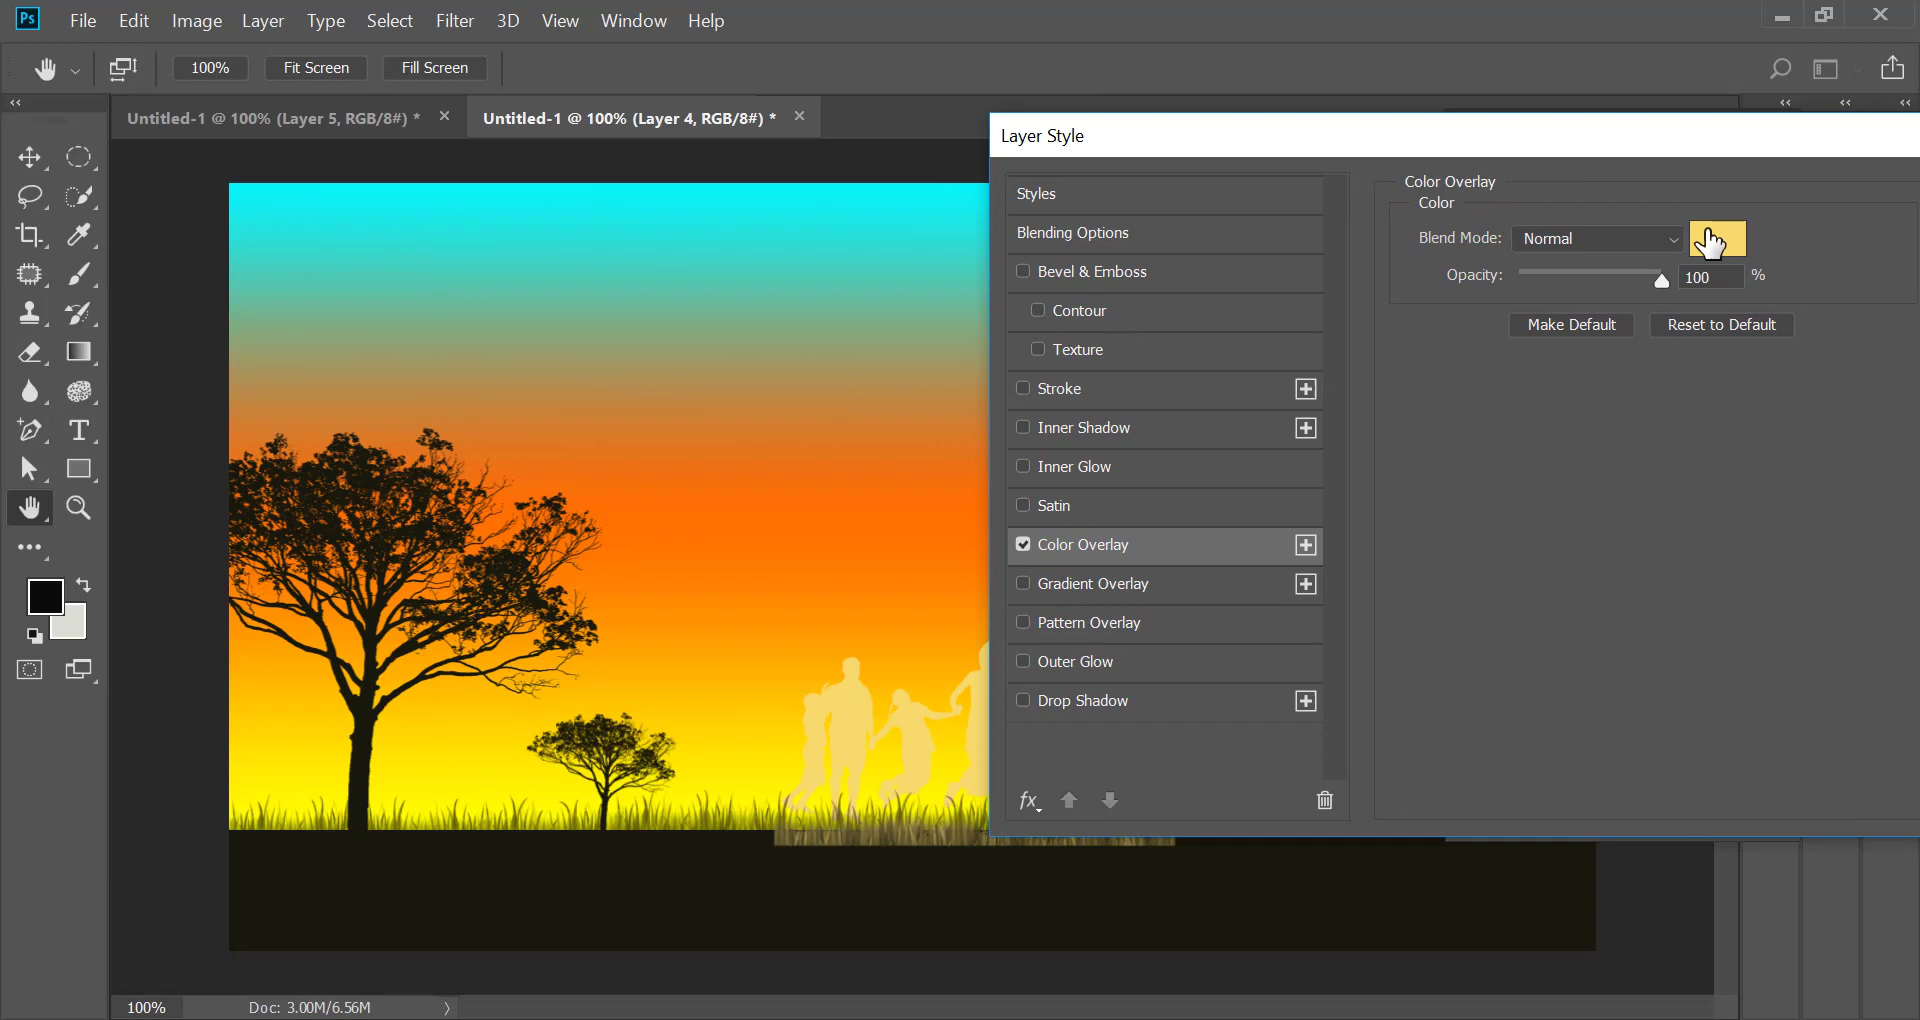 Ps File Edit Image Layer Type Select Filter 3D View Window Help
100% Fit Screen Fill Screen
Untitled-1 @ 100% (Layer 5, RGB/8#) * Untitled-1 @ 100% (Layer 4, RGB/8#) *
Layer Style
Styles
Blending Options
Bevel & Emboss
Contour
Texture
Stroke
Inner Shadow
Inner Glow
Satin
Color Overlay
Gradient Overlay
Pattern Overlay
Outer Glow
Drop Shadow
fx
Color Overlay
Color
Blend Mode: Normal
Opacity: 100 %
Make Default Reset to Default
T
100% Doc: 3.00M/6.56M